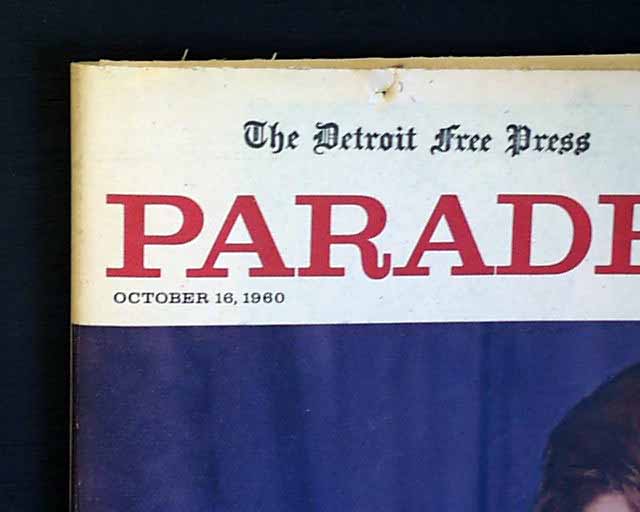 The Detroit Free Press
PARADE
OCTOBER 16, 1960